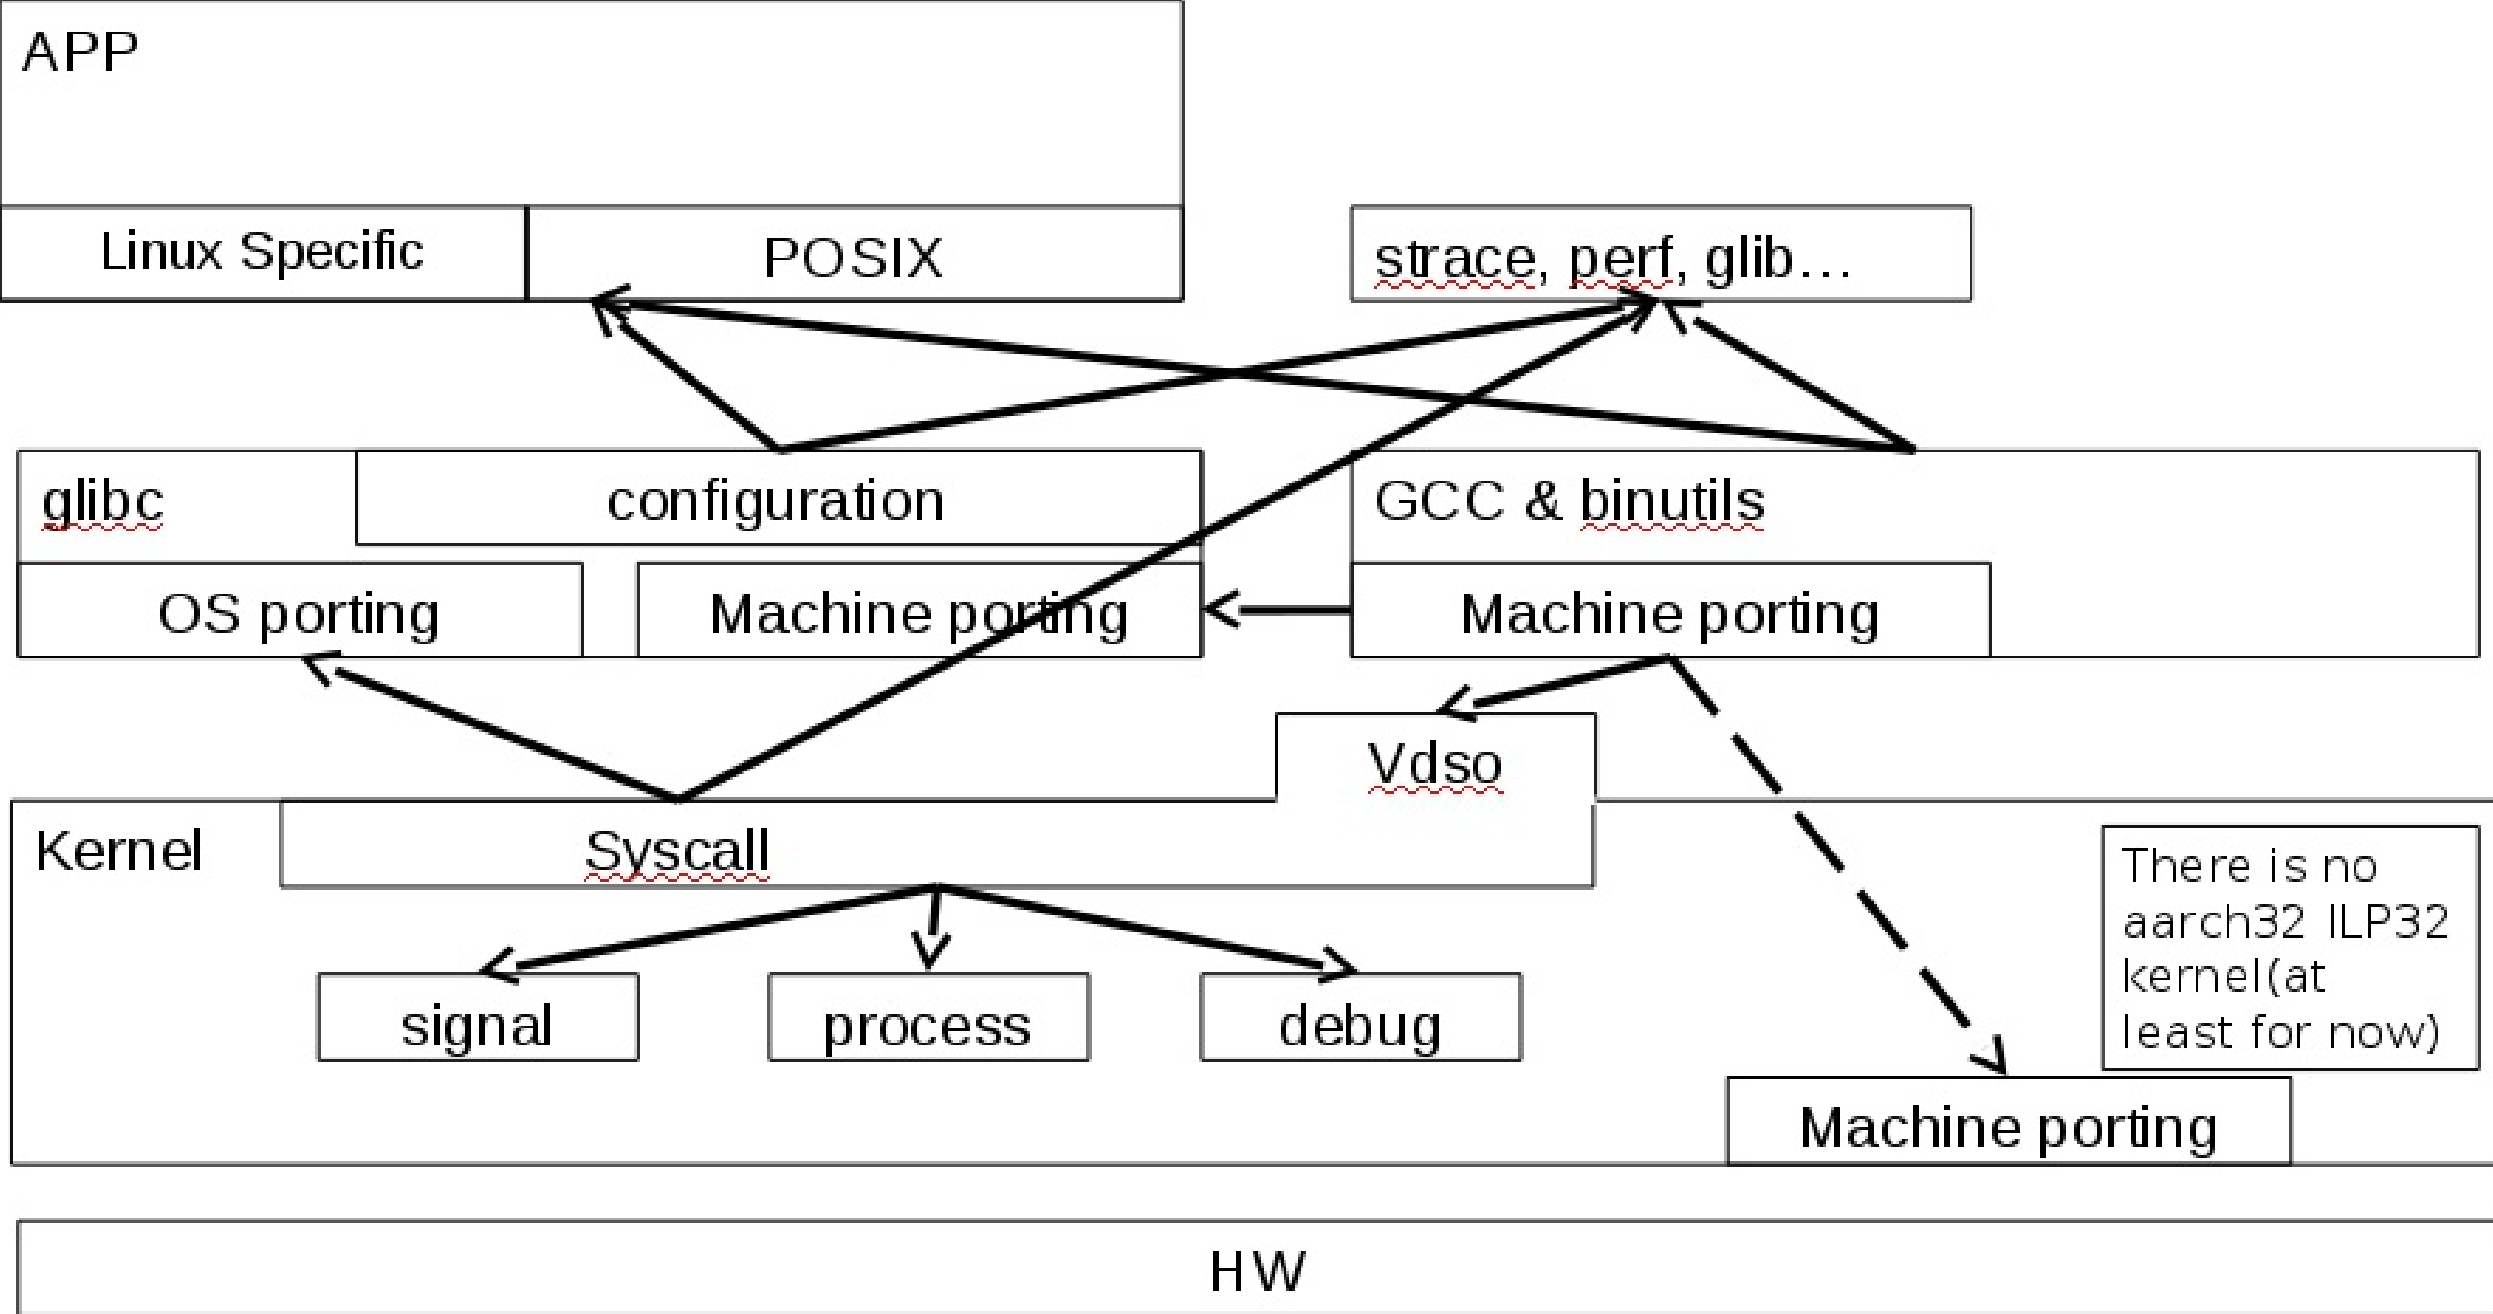 APP
Linux Specific
POSIX
strace, perf, glib...
glibc
configuration
GCC & binutils
OS porting
Machine porting
Machine porting
Vdso
Kernel
Syscall
There is no
aarch32 ILP32
kernel(at
least for now)
signal
process
debug
Machine porting
HW